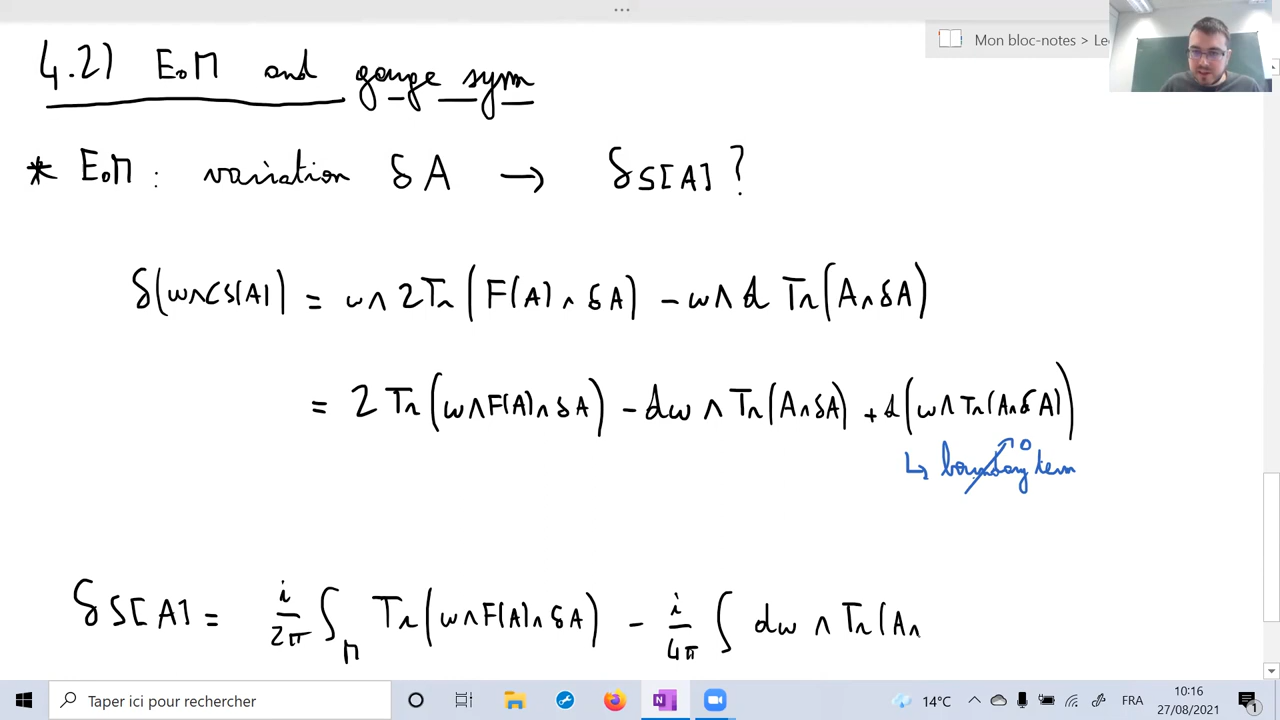 Mon bloc-notes > Le
4.2) EoM and gauge sym
* EoM: variation δA → δS[A]?
δ(ω∧CS[A]) = ω∧ 2Tr(F(A)∧δA) - ω∧d Tr(A∧δA)
= 2Tr(ω∧F(A)∧δA) - dω∧Tr(A∧δA) + d(ω∧Tr(A∧δA))
↳ boundary term 0
δS[A] = i/2π ∫_M Tr(ω∧F(A)∧δA) - i/4π ∫ dω∧Tr(A∧
Taper ici pour rechercher
14°C
FRA
10:16
27/08/2021
1